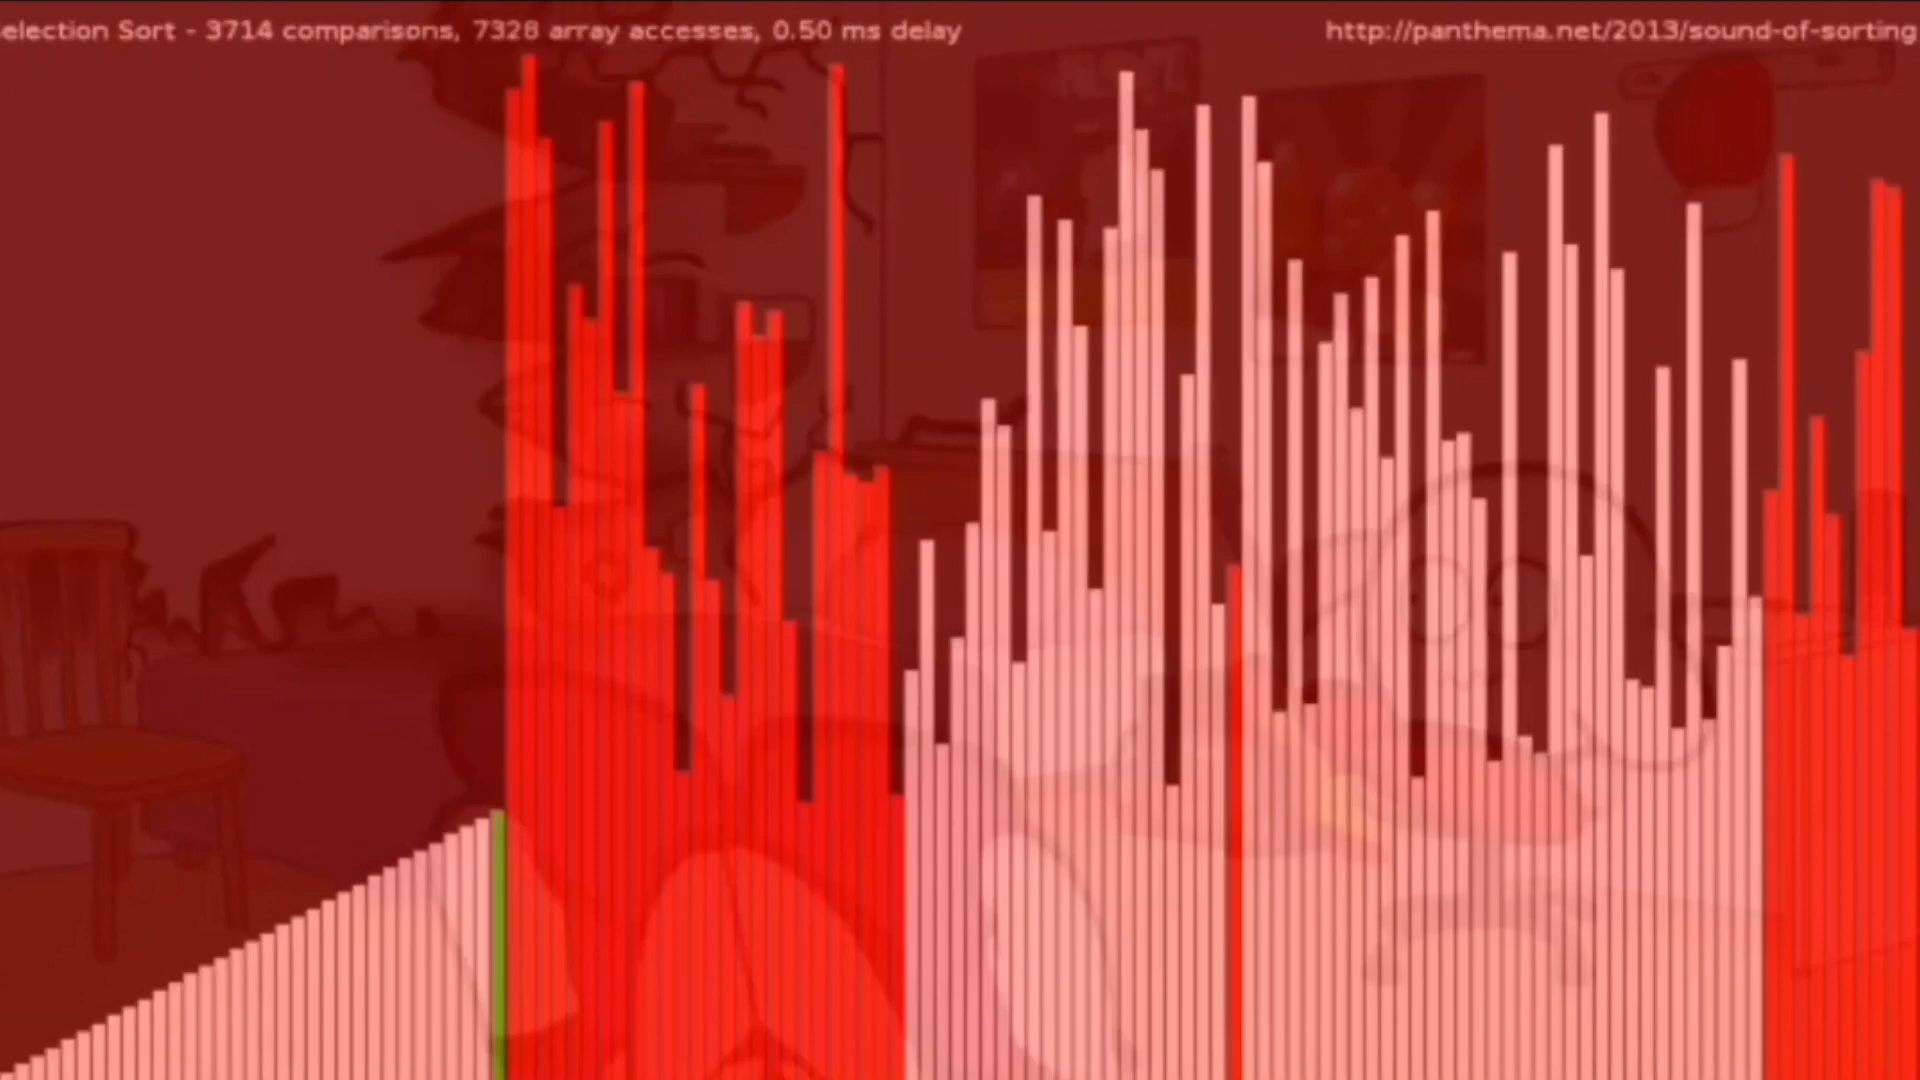 election Sort - 3714 comparisons, 7328 array accesses, 0.50 ms delay
http://panthema.net/2013/sound-of-sorting